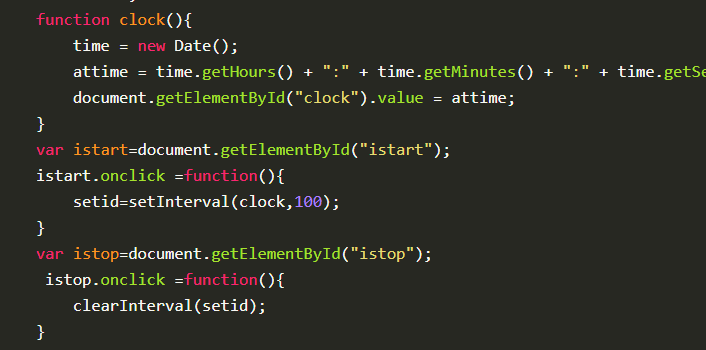 function clock(){
time = new Date();
attime = time.getHours() + ":" + time.getMinutes() + ":" + time.getSe
document.getElementById("clock").value = attime;
}
var istart=document.getElementById("istart");
istart.onclick =function(){
setid=setInterval(clock,100);
}
var istop=document.getElementById("istop");
istop.onclick =function(){
clearInterval(setid);
}